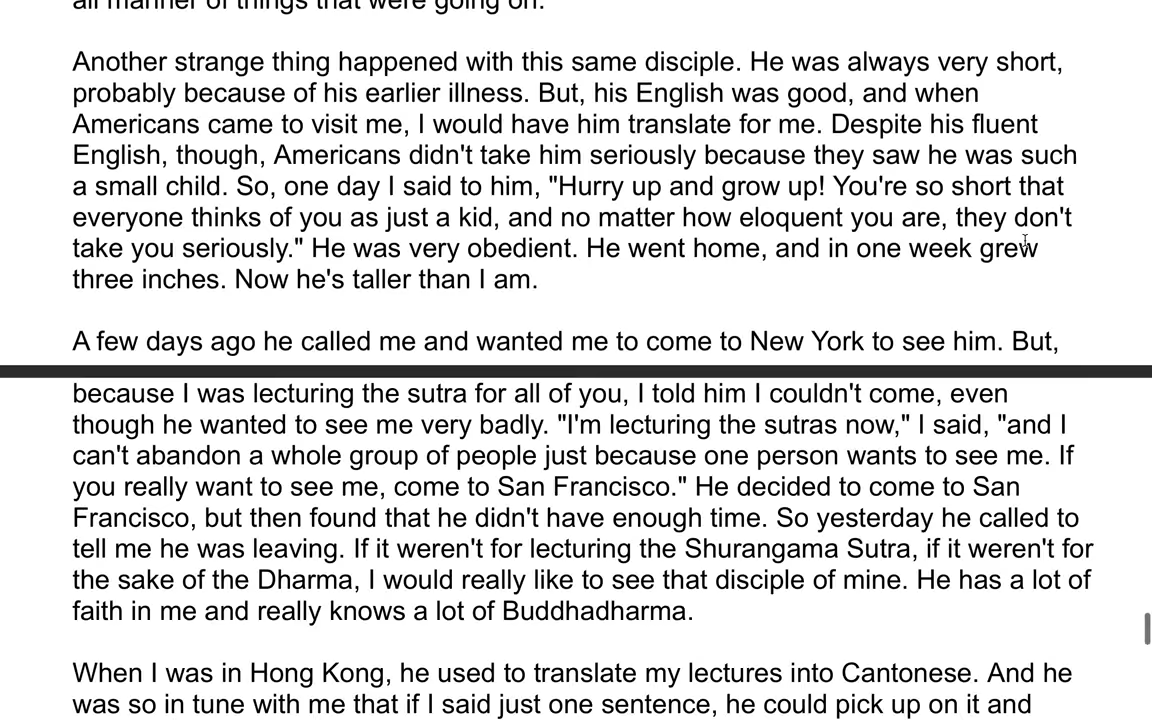 all manner of things that were going on.
Another strange thing happened with this same disciple. He was always very short,
probably because of his earlier illness. But, his English was good, and when
Americans came to visit me, I would have him translate for me. Despite his fluent
English, though, Americans didn't take him seriously because they saw he was such
a small child. So, one day I said to him, "Hurry up and grow up! You're so short that
everyone thinks of you as just a kid, and no matter how eloquent you are, they don't
take you seriously." He was very obedient. He went home, and in one week grew
three inches. Now he's taller than I am.
A few days ago he called me and wanted me to come to New York to see him. But,
because I was lecturing the sutra for all of you, I told him I couldn't come, even
though he wanted to see me very badly. "I'm lecturing the sutras now," I said, "and I
can't abandon a whole group of people just because one person wants to see me. If
you really want to see me, come to San Francisco." He decided to come to San
Francisco, but then found that he didn't have enough time. So yesterday he called to
tell me he was leaving. If it weren't for lecturing the Shurangama Sutra, if it weren't for
the sake of the Dharma, I would really like to see that disciple of mine. He has a lot of
faith in me and really knows a lot of Buddhadharma.
When I was in Hong Kong, he used to translate my lectures into Cantonese. And he
was so in tune with me that if I said just one sentence, he could pick up on it and